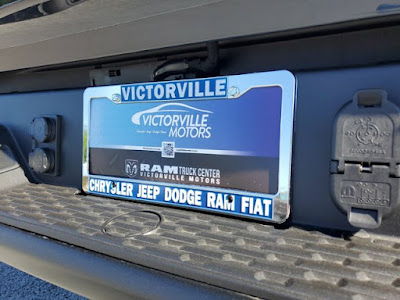 VICTORVILLE
VICTORVILLE
MOTORS
RAM TRUCK CENTER
VICTORVILLE MOTORS
CHRYSLER JEEP DODGE RAM FIAT